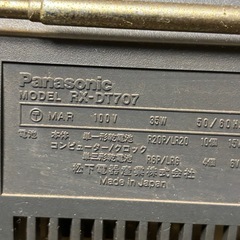 Panasonic
MODEL RX-DT707
〒 MAR 100V 35W 50/60H
電池 本体 単一形乾電池 R20P/LR20 10個 15
コンピューター/クロック
単三形乾電池 R6P/LR6 4個
松下電器産業株式会社
Made in Japan